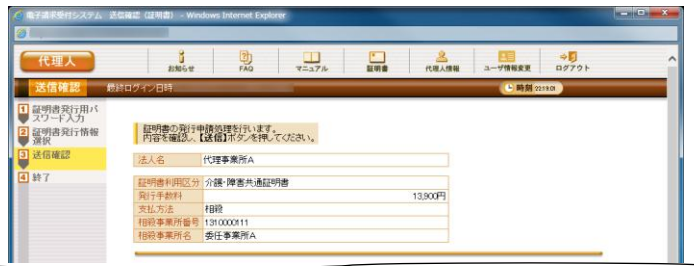 電子請求受付システム 送信確認（証明書） - Windows Internet Explorer
代理人
お知らせ FAQ マニュアル 証明書 代理人情報 ユーザ情報変更 ログアウト
送信確認 最終ログイン日時 時刻 22:19:01
1 証明書発行用パスワード入力
2 証明書発行情報選択
3 送信確認
4 終了
証明書の発行申請処理を行います。
内容を確認し、【送信】ボタンを押してください。
法人名 代理事業所A
証明書利用区分 介護・障害共通証明書
発行手数料 13,900円
支払方法 相殺
相殺事業所番号 1310000111
相殺事業所名 委任事業所A